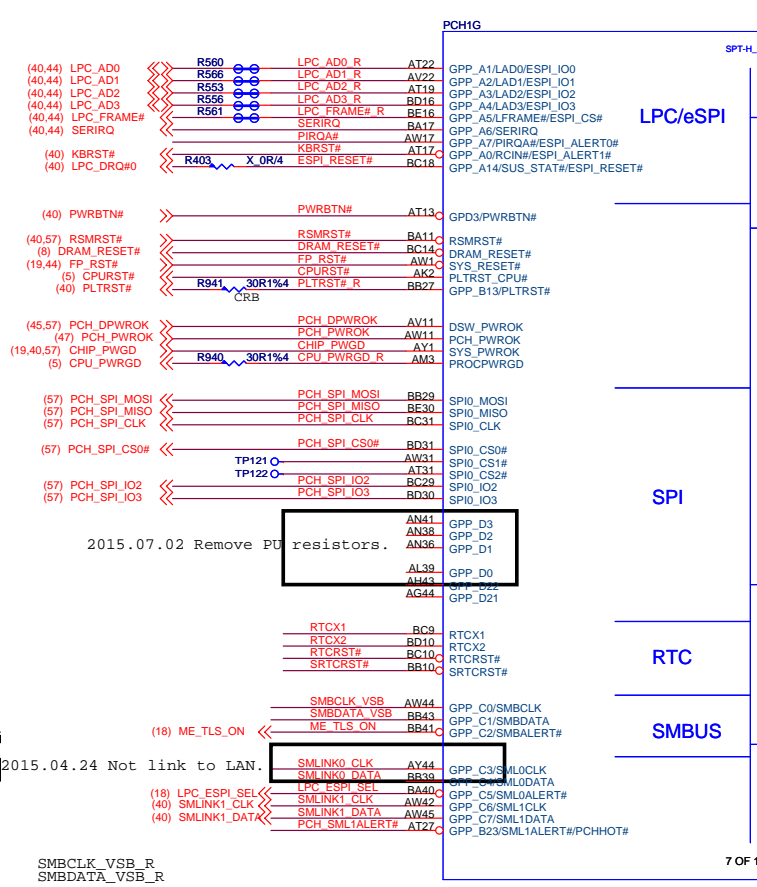 PCH1G
SPT-H_
(40,44) LPC_AD0 R560 LPC_AD0_R AT22 GPP_A1/LAD0/ESPI_IO0
(40,44) LPC_AD1 R566 LPC_AD1_R AV22 GPP_A2/LAD1/ESPI_IO1
(40,44) LPC_AD2 R553 LPC_AD2_R AT19 GPP_A3/LAD2/ESPI_IO2
(40,44) LPC_AD3 R556 LPC_AD3_R BD16 GPP_A4/LAD3/ESPI_IO3
(40,44) LPC_FRAME# R561 LPC_FRAME#_R BE16 GPP_A5/LFRAME#/ESPI_CS#
LPC/eSPI
(40,44) SERIRQ SERIRQ BA17 GPP_A6/SERIRQ
PIRQA# AW17 GPP_A7/PIRQA#/ESPI_ALERT0#
(40) KBRST# KBRST# AT17 GPP_A0/RCIN#/ESPI_ALERT1#
(40) LPC_DRQ#0 R403 X_0R/4 ESPI_RESET# BC18 GPP_A14/SUS_STAT#/ESPI_RESET#
(40) PWRBTN# PWRBTN# AT13 GPD3/PWRBTN#
(40,57) RSMRST# RSMRST# BA11 RSMRST#
(8) DRAM_RESET# DRAM_RESET# BC14 DRAM_RESET#
(19,44) FP_RST# FP_RST# AW1 SYS_RESET#
(5) CPURST# CPURST# AK2 PLTRST_CPU#
(40) PLTRST# R941 30R1%4 PLTRST#_R BB27 GPP_B13/PLTRST#
CRB
(45,57) PCH_DPWROK PCH_DPWROK AV11 DSW_PWROK
(47) PCH_PWROK PCH_PWROK AW11 PCH_PWROK
(19,40,57) CHIP_PWGD CHIP_PWGD AY1 SYS_PWROK
(5) CPU_PWRGD R940 30R1%4 CPU_PWRGD_R AM3 PROCPWRGD
(57) PCH_SPI_MOSI PCH_SPI_MOSI BB29 SPI0_MOSI
(57) PCH_SPI_MISO PCH_SPI_MISO BE30 SPI0_MISO
(57) PCH_SPI_CLK PCH_SPI_CLK BC31 SPI0_CLK
(57) PCH_SPI_CS0# PCH_SPI_CS0# BD31 SPI0_CS0#
TP121 AW31 SPI0_CS1#
TP122 AT31 SPI0_CS2#
(57) PCH_SPI_IO2 PCH_SPI_IO2 BC29 SPI0_IO2
(57) PCH_SPI_IO3 PCH_SPI_IO3 BD30 SPI0_IO3
SPI
AN41 GPP_D3
AN38 GPP_D2
2015.07.02 Remove PU resistors. AN36 GPP_D1
AL39 GPP_D0
AH43 GPP_D22
AG44 GPP_D21
RTCX1 BC9 RTCX1
RTCX2 BD10 RTCX2
RTCRST# BC10 RTCRST#
SRTCRST# BB10 SRTCRST#
RTC
SMBCLK_VSB AW44 GPP_C0/SMBCLK
SMBDATA_VSB BB43 GPP_C1/SMBDATA
(18) ME_TLS_ON ME_TLS_ON BB41 GPP_C2/SMBALERT#
SMBUS
2015.04.24 Not link to LAN. SMLINK0_CLK AY44 GPP_C3/SML0CLK
SMLINK0_DATA BB39 GPP_C4/SML0DATA
(18) LPC_ESPI_SEL LPC_ESPI_SEL BA40 GPP_C5/SML0ALERT#
(40) SMLINK1_CLK SMLINK1_CLK AW42 GPP_C6/SML1CLK
(40) SMLINK1_DATA SMLINK1_DATA AW45 GPP_C7/SML1DATA
PCH_SML1ALERT# AT27 GPP_B23/SML1ALERT#/PCHHOT#
7 OF 1
SMBCLK_VSB_R
SMBDATA_VSB_R